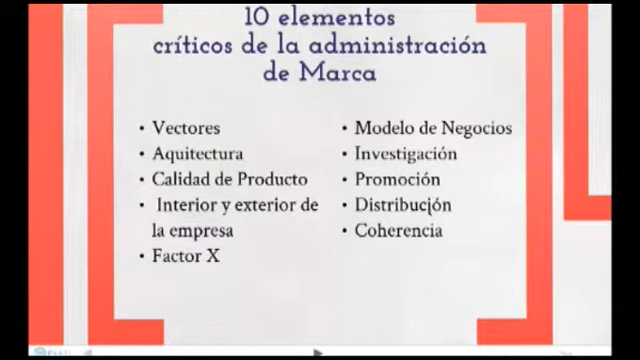 10 elementos
críticos de la administración
de Marca
• Vectores
• Aquitectura
• Calidad de Producto
• Interior y exterior de
la empresa
• Factor X
• Modelo de Negocios
• Investigación
• Promoción
• Distribución
• Coherencia